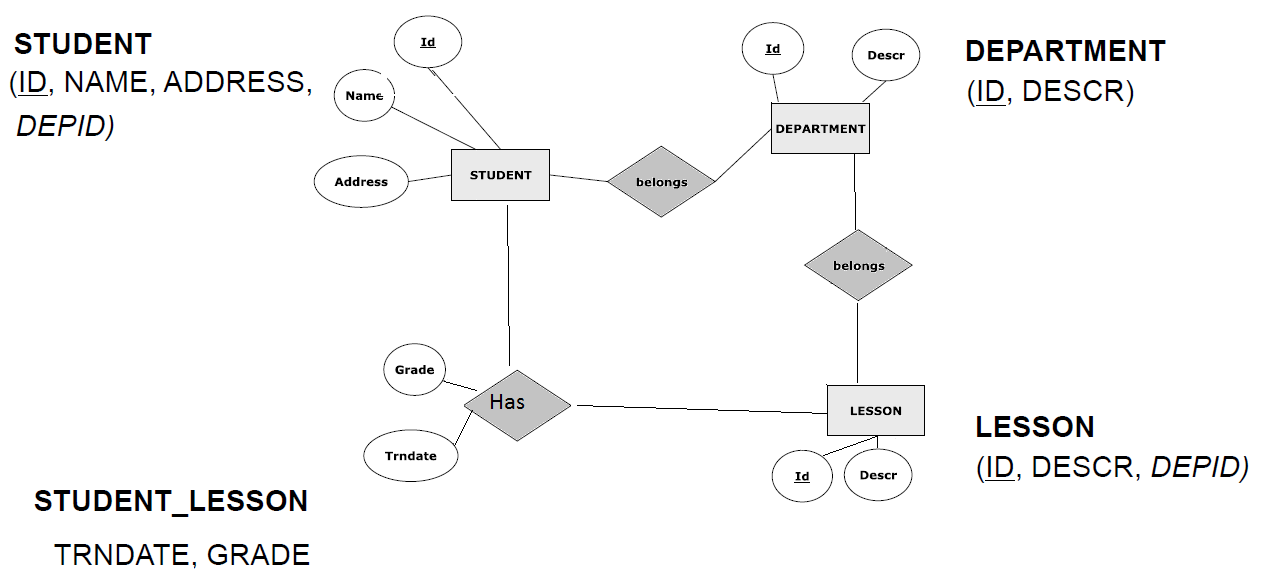 STUDENT
(ID, NAME, ADDRESS,
DEPID)
Id
Name
Address
STUDENT
belongs
Id
Descr
DEPARTMENT
DEPARTMENT
(ID, DESCR)
belongs
Grade
Has
Trndate
LESSON
Id
Descr
LESSON
(ID, DESCR, DEPID)
STUDENT_LESSON
TRNDATE, GRADE